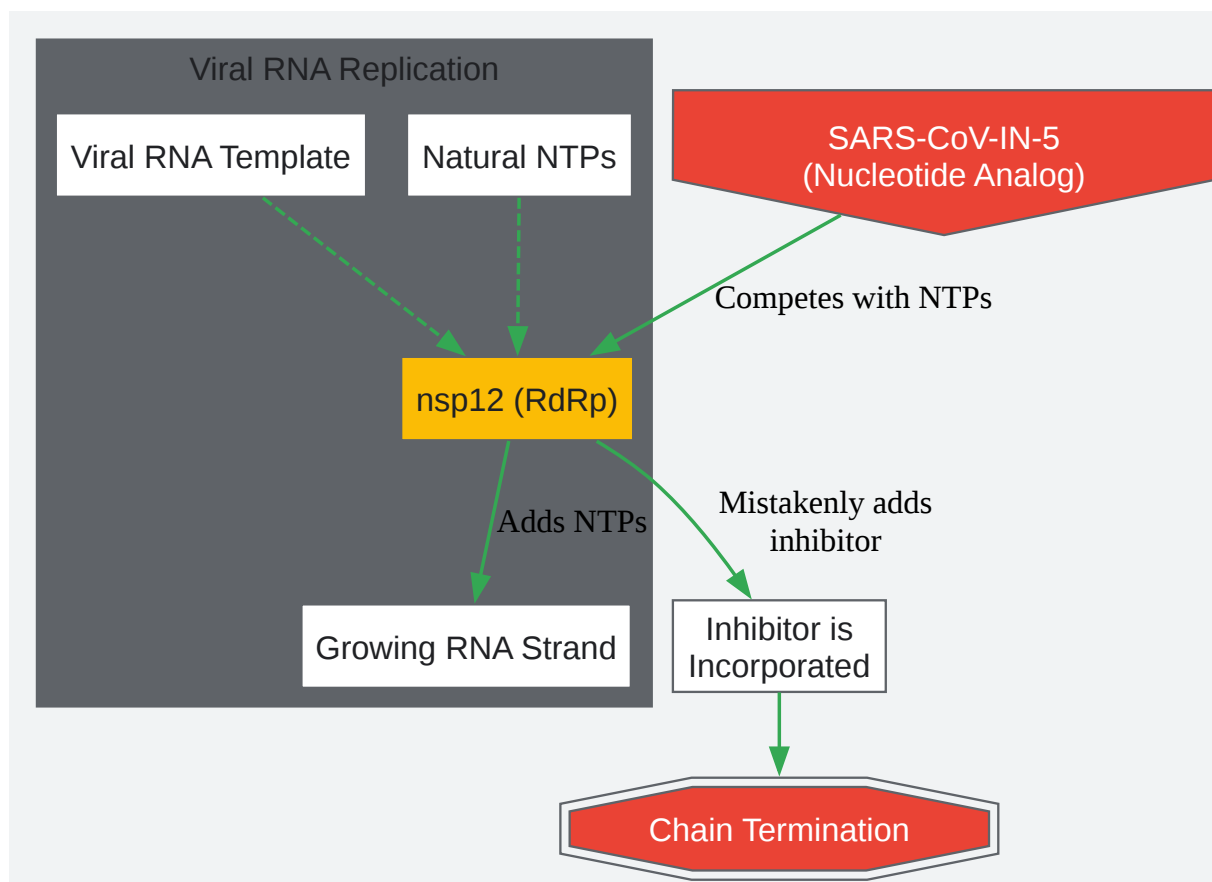 Viral RNA Replication
Viral RNA Template
Natural NTPs
SARS-CoV-IN-5
(Nucleotide Analog)
Competes with NTPs
nsp12 (RdRp)
Adds NTPs
Mistakenly adds
inhibitor
Growing RNA Strand
Inhibitor is
Incorporated
Chain Termination